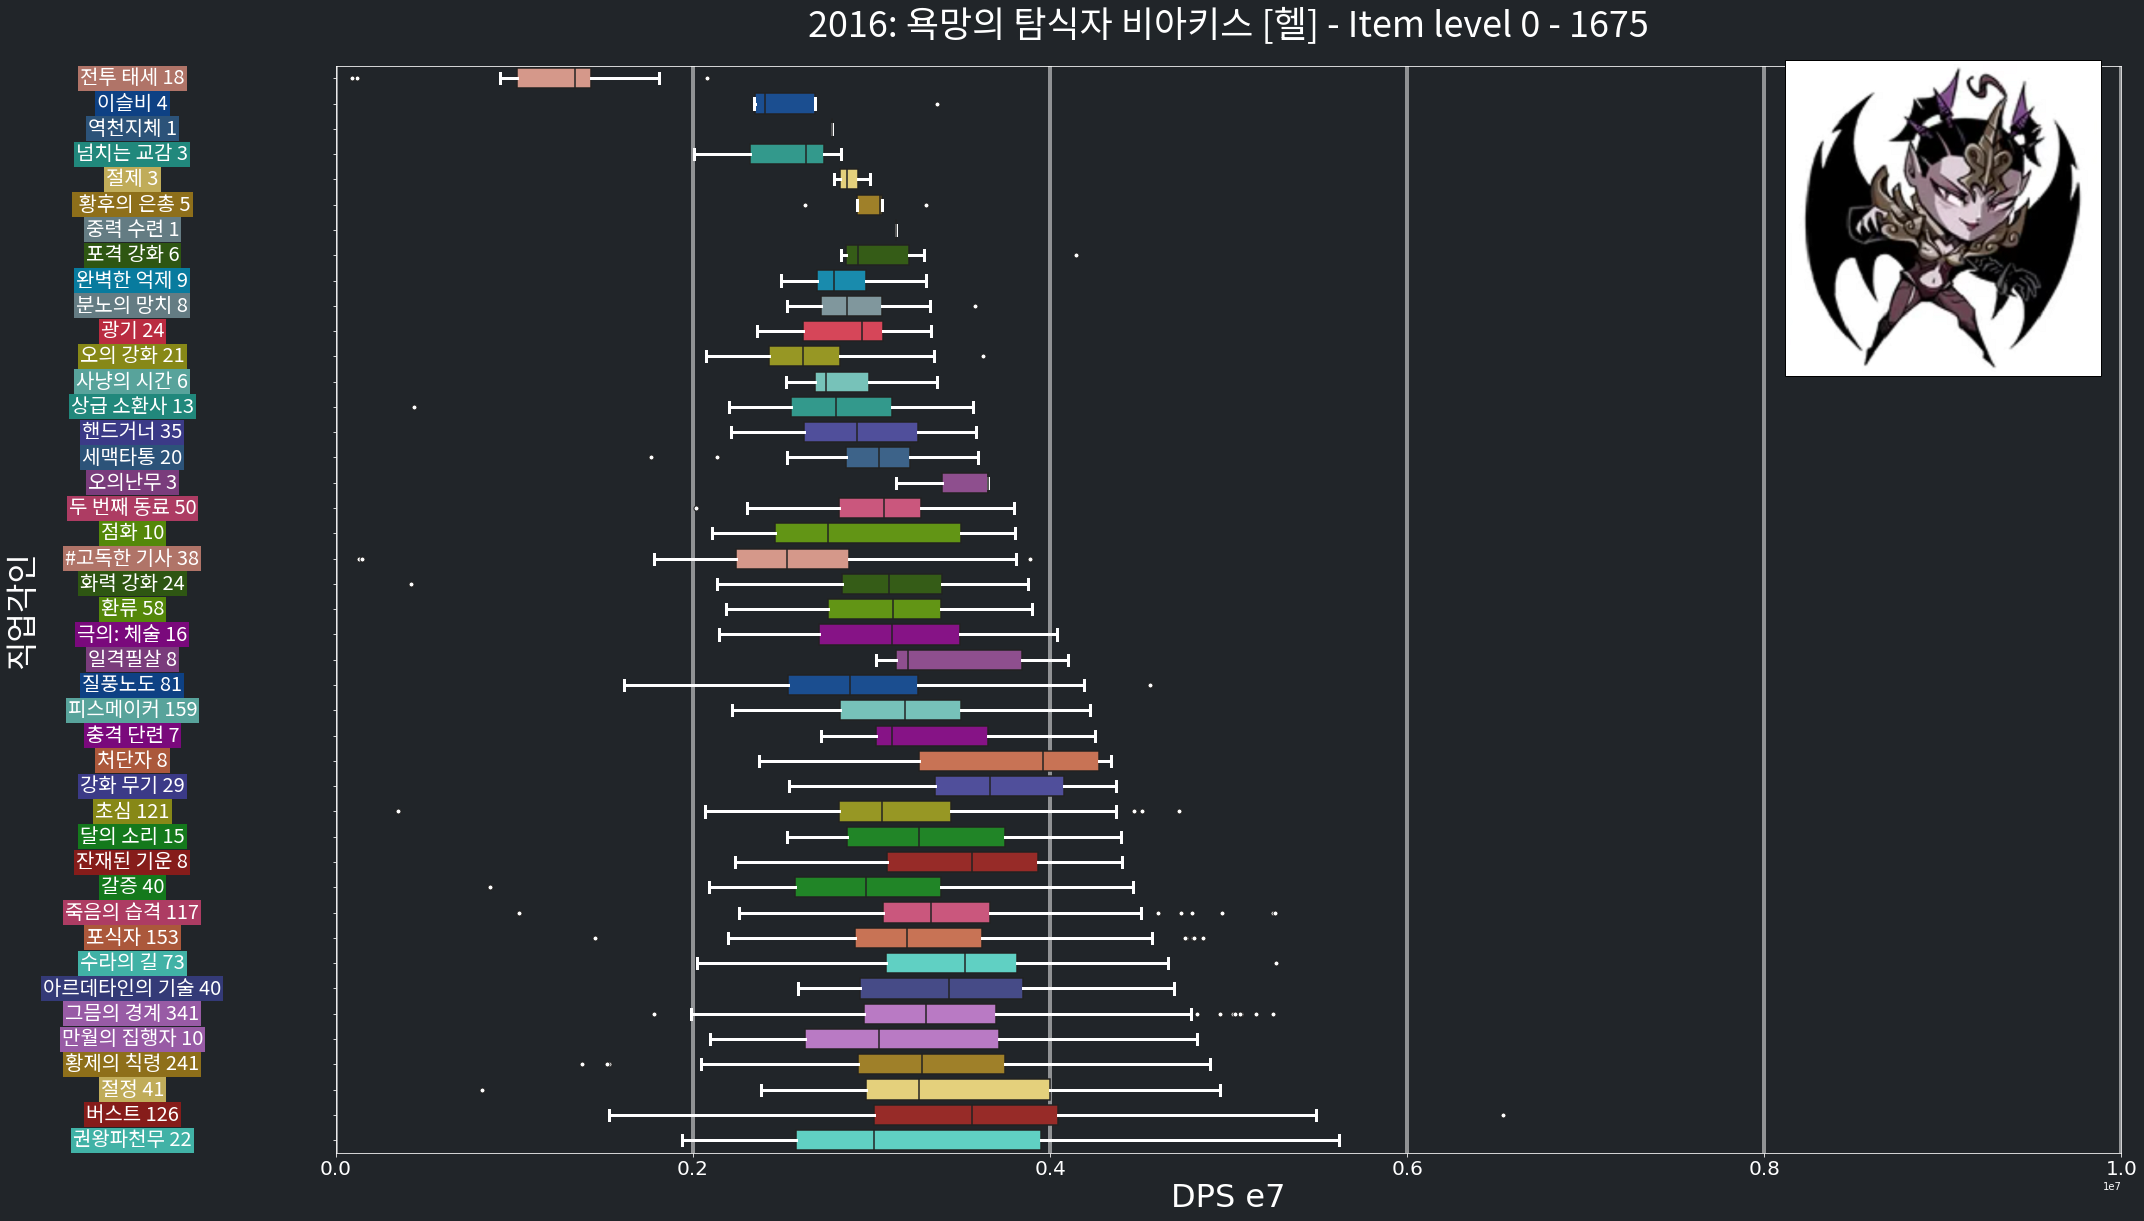 2016: 욕망의 탐식자 비아키스 [헬] - Item level 0 - 1675
전투 태세 18
이슬비 4
역천지체 1
넘치는 교감 3
절제 3
황후의 은총 5
중력 수련 1
포격 강화 6
완벽한 억제 9
분노의 망치 8
광기 24
오의 강화 21
사냥의 시간 6
상급 소환사 13
핸드거너 35
세맥타통 20
오의난무 3
두 번째 동료 50
점화 10
#고독한 기사 38
화력 강화 24
환류 58
극의: 체술 16
일격필살 8
질풍노도 81
피스메이커 159
충격 단련 7
처단자 8
강화 무기 29
초심 121
달의 소리 15
잔재된 기운 8
갈증 40
죽음의 습격 117
포식자 153
수라의 길 73
아르데타인의 기술 40
그믐의 경계 341
만월의 집행자 10
황제의 칙령 241
절정 41
버스트 126
권왕파천무 22
직업각인
0.0 0.2 0.4 0.6 0.8 1.0
1e7
DPS e7